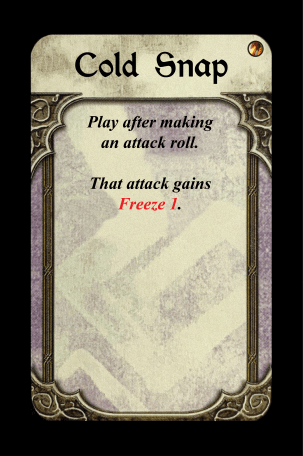 Cold Snap
Play after making
an attack roll.
That attack gains
Freeze 1.